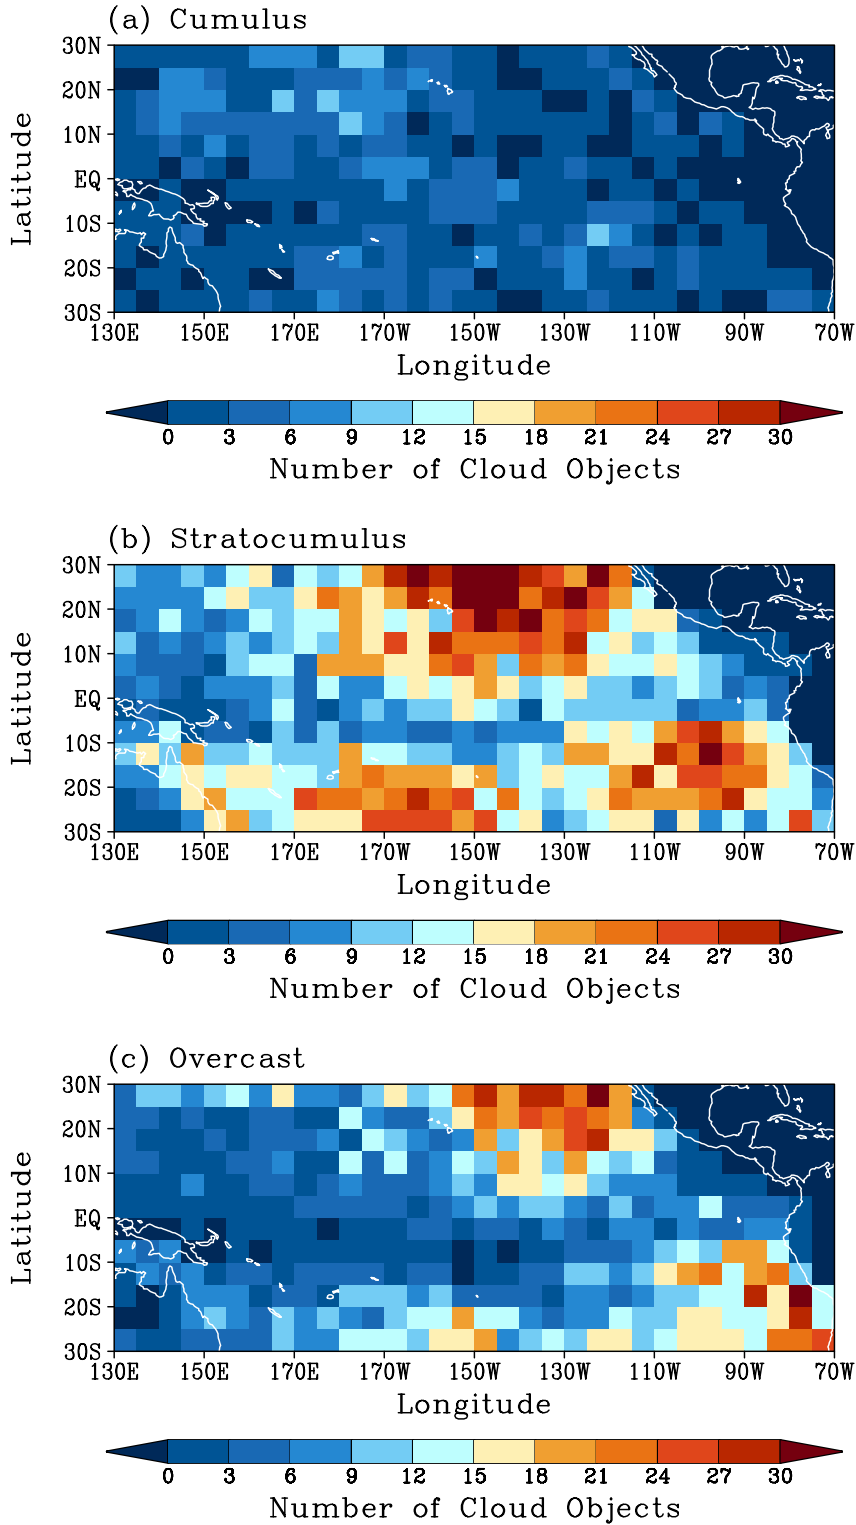 (a) Cumulus
30N
20N
10N
EQ
10S
20S
30S
Latitude
130E 150E 170E 170W 150W 130W 110W 90W 70W
Longitude
0 3 6 9 12 15 18 21 24 27 30
Number of Cloud Objects
(b) Stratocumulus
30N
20N
10N
EQ
10S
20S
30S
Latitude
130E 150E 170E 170W 150W 130W 110W 90W 70W
Longitude
0 3 6 9 12 15 18 21 24 27 30
Number of Cloud Objects
(c) Overcast
30N
20N
10N
EQ
10S
20S
30S
Latitude
130E 150E 170E 170W 150W 130W 110W 90W 70W
Longitude
0 3 6 9 12 15 18 21 24 27 30
Number of Cloud Objects